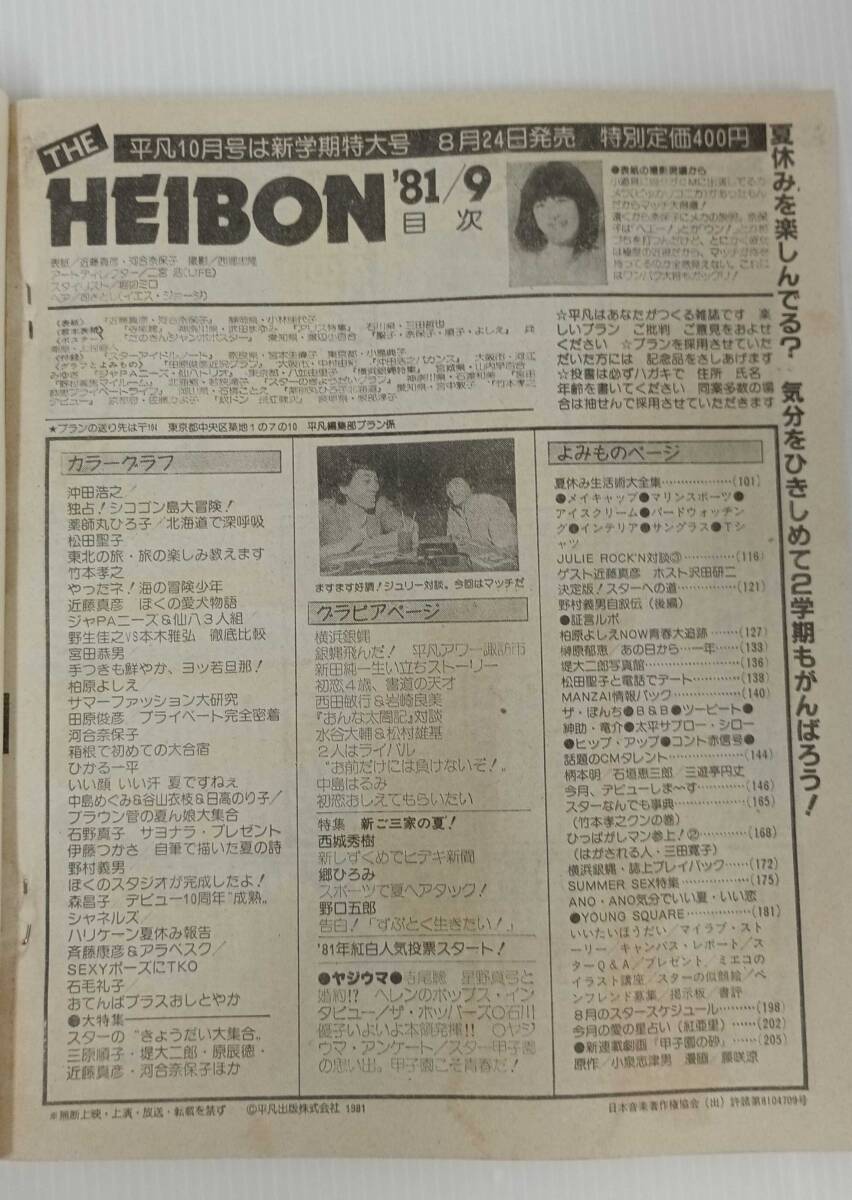 THE
平凡10月号は新学期特大号 8月24日発売 特別定価400円
HEIBON '81/9
目次
夏休みを楽しんでる? 気分をひきしめて2学期もがんばろう!
●表紙の撮影現場から
表紙/近藤真彦・河合奈保子 撮影/
アートディレクター/二宮
スタイリスト/堀切ミロ
☆平凡はあなたがつくる雑誌です 楽
しいプラン ご批判 ご意見をおよせ
ください ☆プランを採用させていた
だいた方には 記念品をさしあげます
☆投書は必ずハガキで 住所 氏名
年齢を書いてください 同案多数の場
合は抽せんで採用させていただきます
★プランの送り先は〒104 東京都中央区築地1の7の10 平凡編集部プラン係
カラーグラフ
沖田浩之/
独占!シコゴン島大冒険!
薬師丸ひろ子/北海道で深呼吸
松田聖子
東北の旅・旅の楽しみ教えます
竹本孝之
やったネ!海の冒険少年
近藤真彦 ぼくの愛犬物語
ジャPAニーズ&仙八3人組/
野生佳之VS本木雅弘 徹底比較
宮田恭男/
手つきも鮮やか、ヨッ若旦那!
柏原よしえ
サマーファッション大研究
田原俊彦 プライベート完全密着
河合奈保子
箱根で初めての大合宿
ひかる一平
いい顔 いい汗 夏ですねぇ
中島めぐみ&谷山衣枝&日高のり子/
ブラウン管の夏ん娘大集合
石野真子 サヨナラ・プレゼント
伊藤つかさ 自筆で描いた夏の詩
野村義男
ぼくのスタジオが完成したよ!
森昌子 デビュー10周年“成熟„
シャネルズ/
ハリケーン夏休み報告
斉藤康彦&アラベスク/
SEXYポーズにTKO
石毛礼子/
おてんばプラスおしとやか
●大特集
スターの“きょうだい大集合„
三原順子・堤大二郎・原辰徳・
近藤真彦・河合奈保子ほか
ますます好調!ジュリー対談。今回はマッチだ
グラビアページ
横浜銀蝿
銀蝿飛んだ! 平凡アワー諏訪市
新田純一生い立ちストーリー
初恋4歳、書道の天才
西田敏行&岩崎良美
『おんな太閤記』対談
水谷大輔&松村雄基
2人はライバル
“お前だけには負けないぞ!„
中島はるみ
初恋おしえてもらいたい
特集 新ご三家の夏!
西城秀樹
新しずくめでヒデキ新聞
郷ひろみ
スポーツで夏へアタック!
野口五郎
告白!「ずぶとく生きたい!」
'81年紅白人気投票スタート!
●ヤジウマ●寺尾聰 星野真弓と
婚約!? ヘレンのポップス・イン
タビュー/ザ・ホッパーズ○石川
優子いよいよ本領発揮!! ○ヤジ
ウマ・アンケート/スター甲子園
の思い出。甲子園こそ青春だ!
よみものページ
夏休み生活術大全集………………(101)
●メイキャップ●マリンスポーツ●
アイスクリーム●バードウォッチン
グ●インテリア●サングラス●Tシ
ャツ
JULIE ROCK'N対談③…………(116)
ゲスト近藤真彦 ホスト沢田研二
決定版!スターへの道……………(121)
野村義男自叙伝(後編)
●証言ルポ
柏原よしえNOW青春大追跡……(127)
榊原郁恵 あの日から…一年……(133)
堤大二郎写真館……………………(136)
松田聖子と電話でデート…………(138)
MANZAI情報パック……………(140)
ザ・ぼんち●B&B●ツービート●
紳助・竜介●太平サブロー・シロー
●ヒップ・アップ●コント赤信号●
話題のCMタレント………………(144)
柄本明/石垣恵三郎/三遊亭円丈
今月、デビューしま〜す…………(146)
スターなんでも事典………………(165)
(竹本孝之クンの巻)
ひっぱがしマン参上!②…………(168)
(はがされる人・三田寛子)
横浜銀蝿・誌上プレイバック……(172)
SUMMER SEX特集……………(175)
ANO・ANO気分でいい夏・いい恋
●YOUNG SQUARE……………(181)
いいたいほうだい/マイラブ・スト
ーリー/キャンパス・レポート/ス
ターQ&A/プレゼント/ミエコの
イラスト講座/スターの似顔絵/ペ
ンフレンド募集/掲示板/書評
8月のスタースケジュール………(198)
今月の愛の星占い(紅亜里)……(202)
●新連載劇画『甲子園の砂』……(205)
原作/小泉志津男 漫画/藤咲涼
※無断上映・上演・放送・転載を禁ず ©平凡出版株式会社 1981
日本音楽著作権協会(出)許諾第8104709号